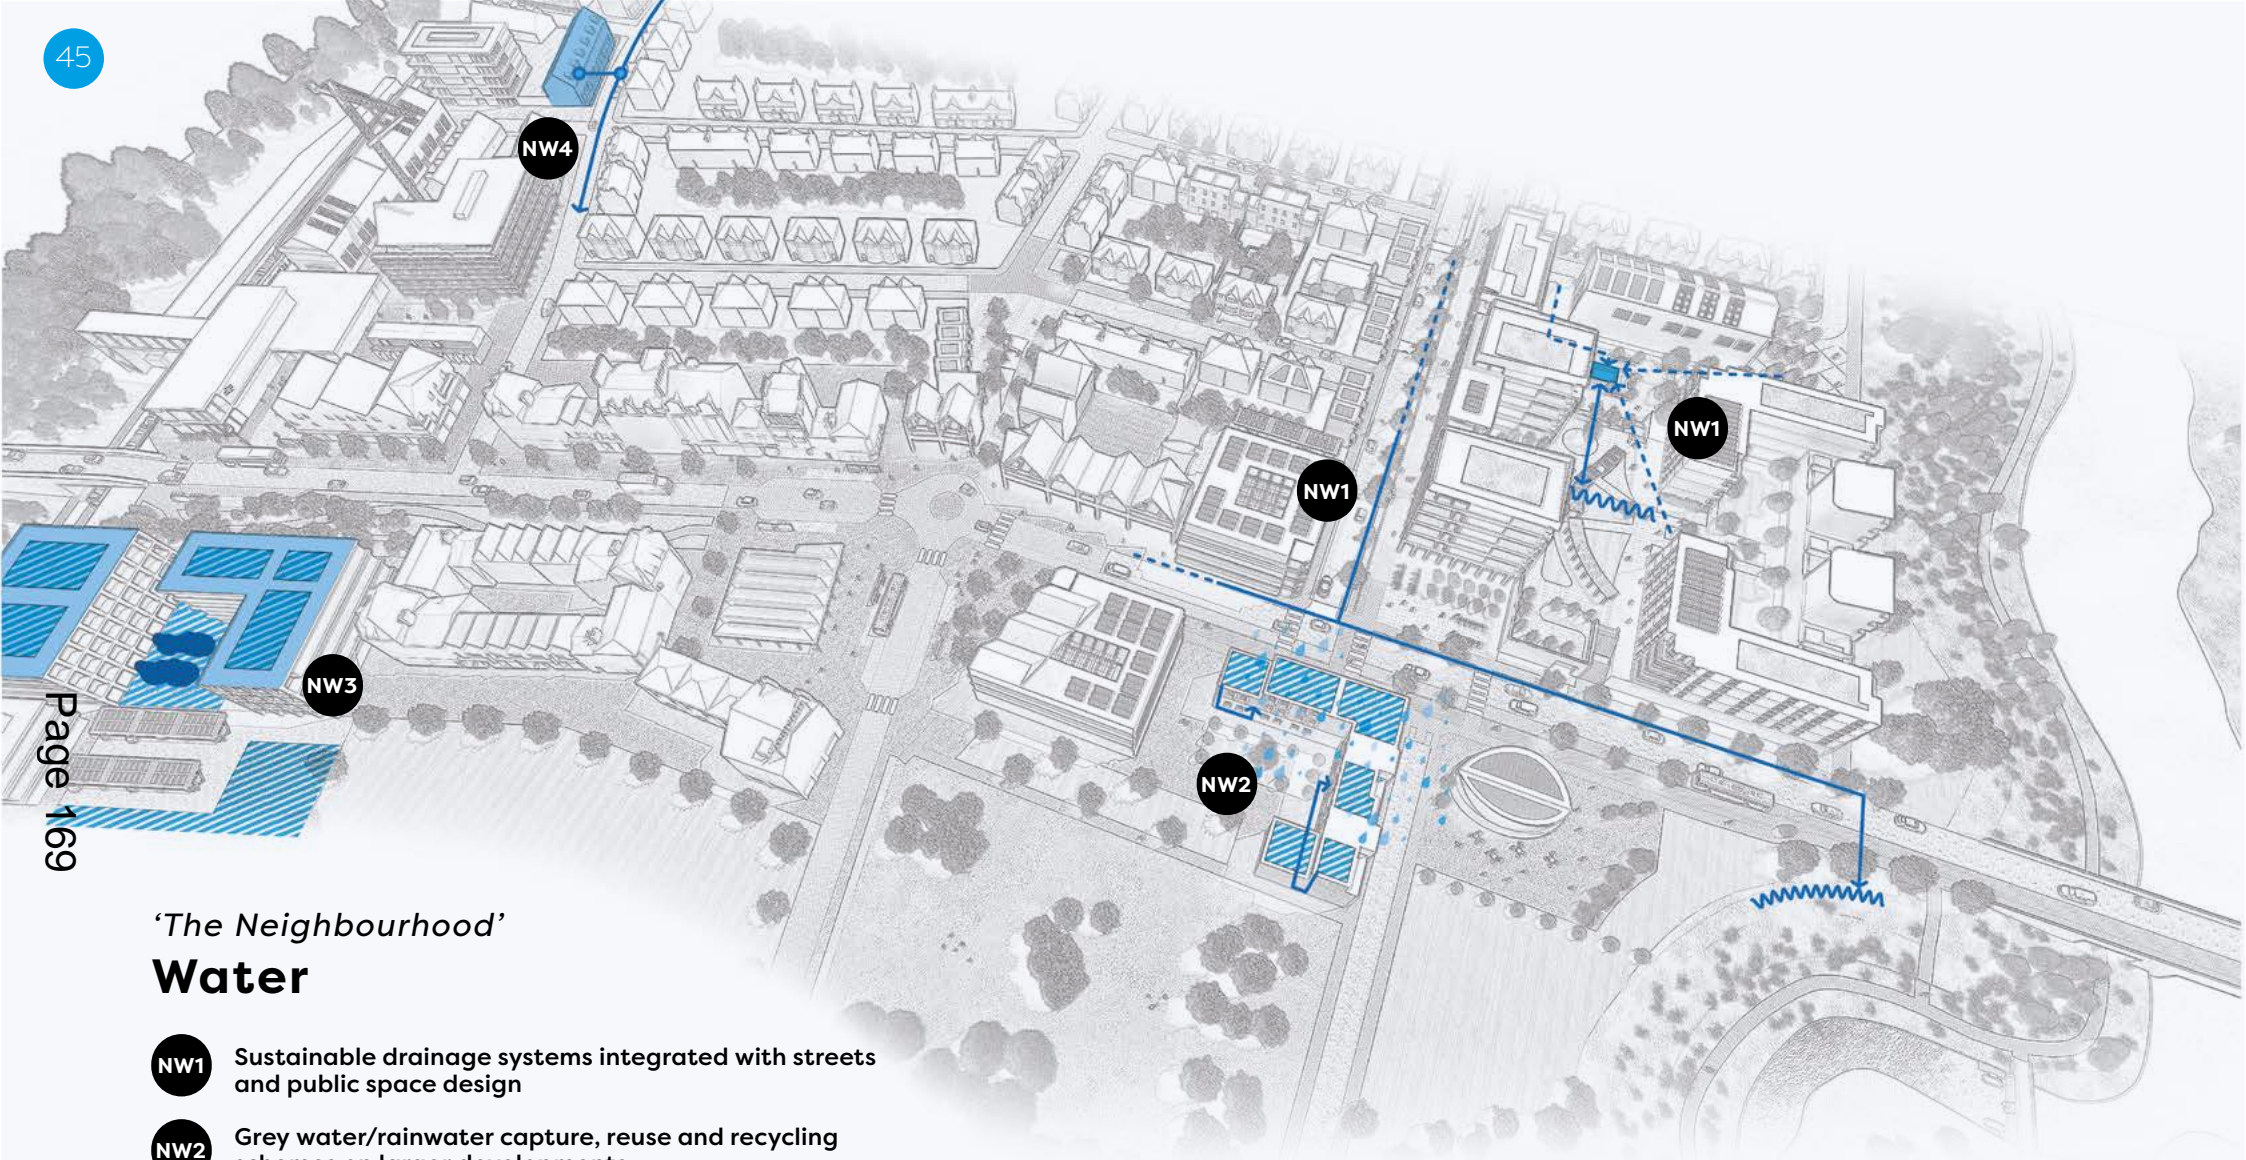 45
NW4
NW1
NW1
NW3
NW2
Page 169
‘The Neighbourhood’
Water
NW1
Sustainable drainage systems integrated with streets
and public space design
NW2
Grey water/rainwater capture, reuse and recycling